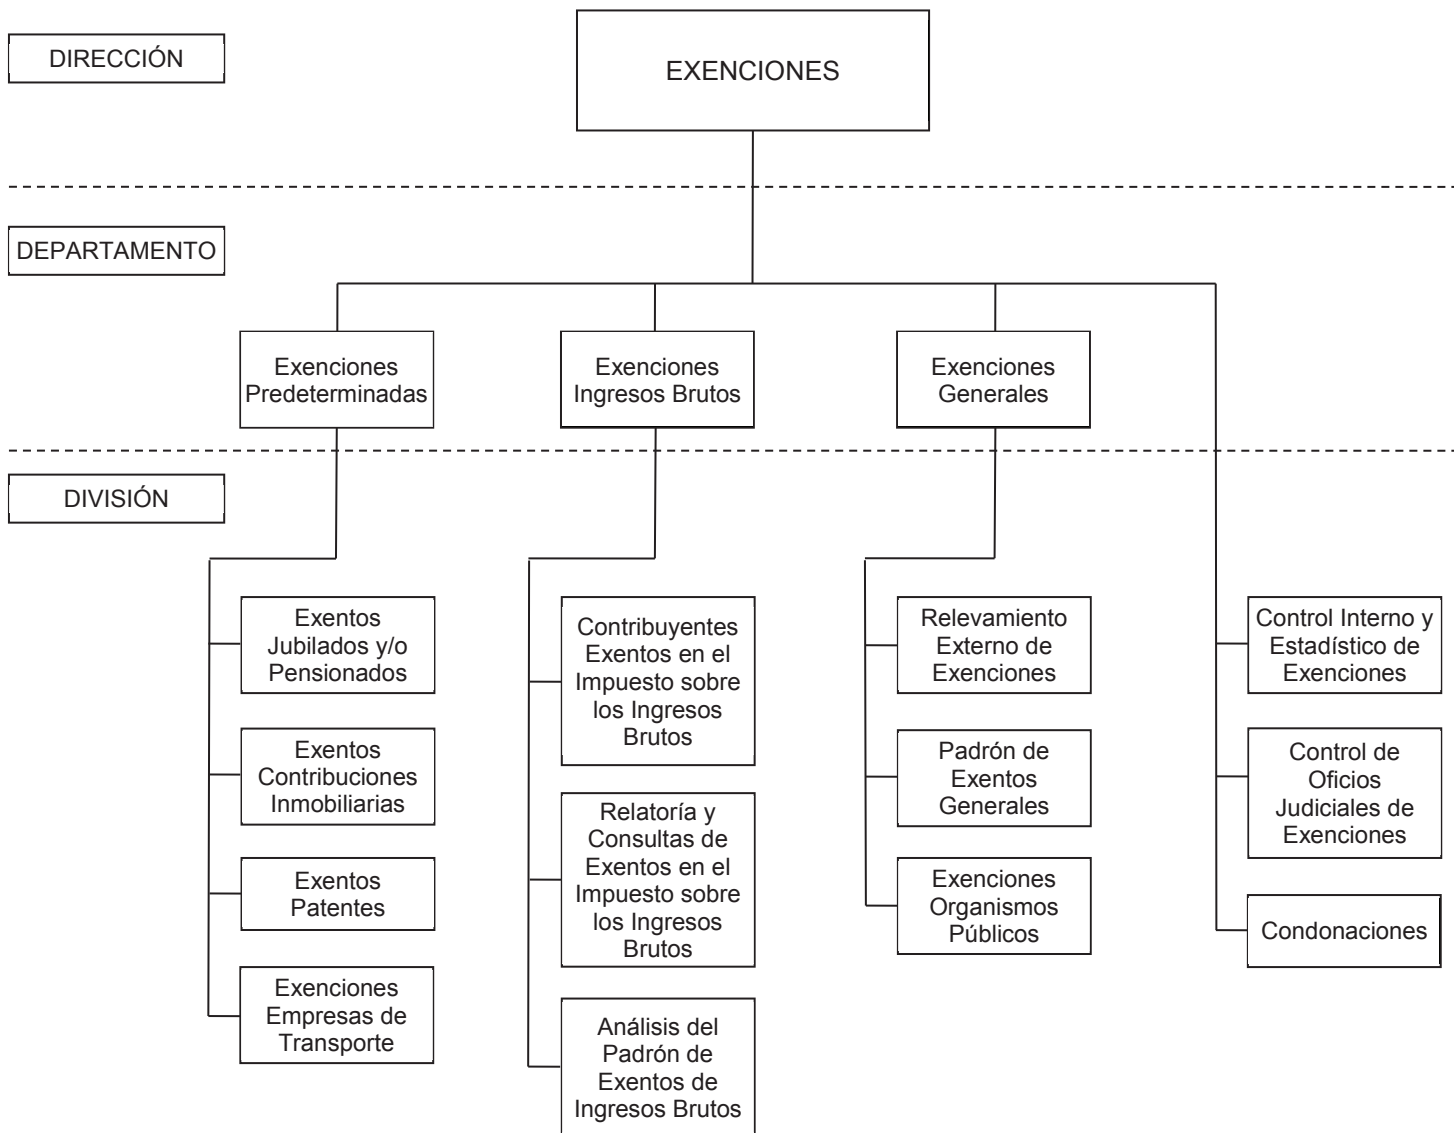 DIRECCIÓN
EXENCIONES
DEPARTAMENTO
Exenciones
Predeterminadas
Exenciones
Ingresos Brutos
Exenciones
Generales
DIVISIÓN
Exentos
Jubilados y/o
Pensionados
Exentos
Contribuciones
Inmobiliarias
Exentos
Patentes
Exenciones
Empresas de
Transporte
Contribuyentes
Exentos en el
Impuesto sobre
los Ingresos
Brutos
Relatoría y
Consultas de
Exentos en el
Impuesto sobre
los Ingresos
Brutos
Análisis del
Padrón de
Exentos de
Ingresos Brutos
Relevamiento
Externo de
Exenciones
Padrón de
Exentos
Generales
Exenciones
Organismos
Públicos
Control Interno y
Estadístico de
Exenciones
Control de
Oficios
Judiciales de
Exenciones
Condonaciones